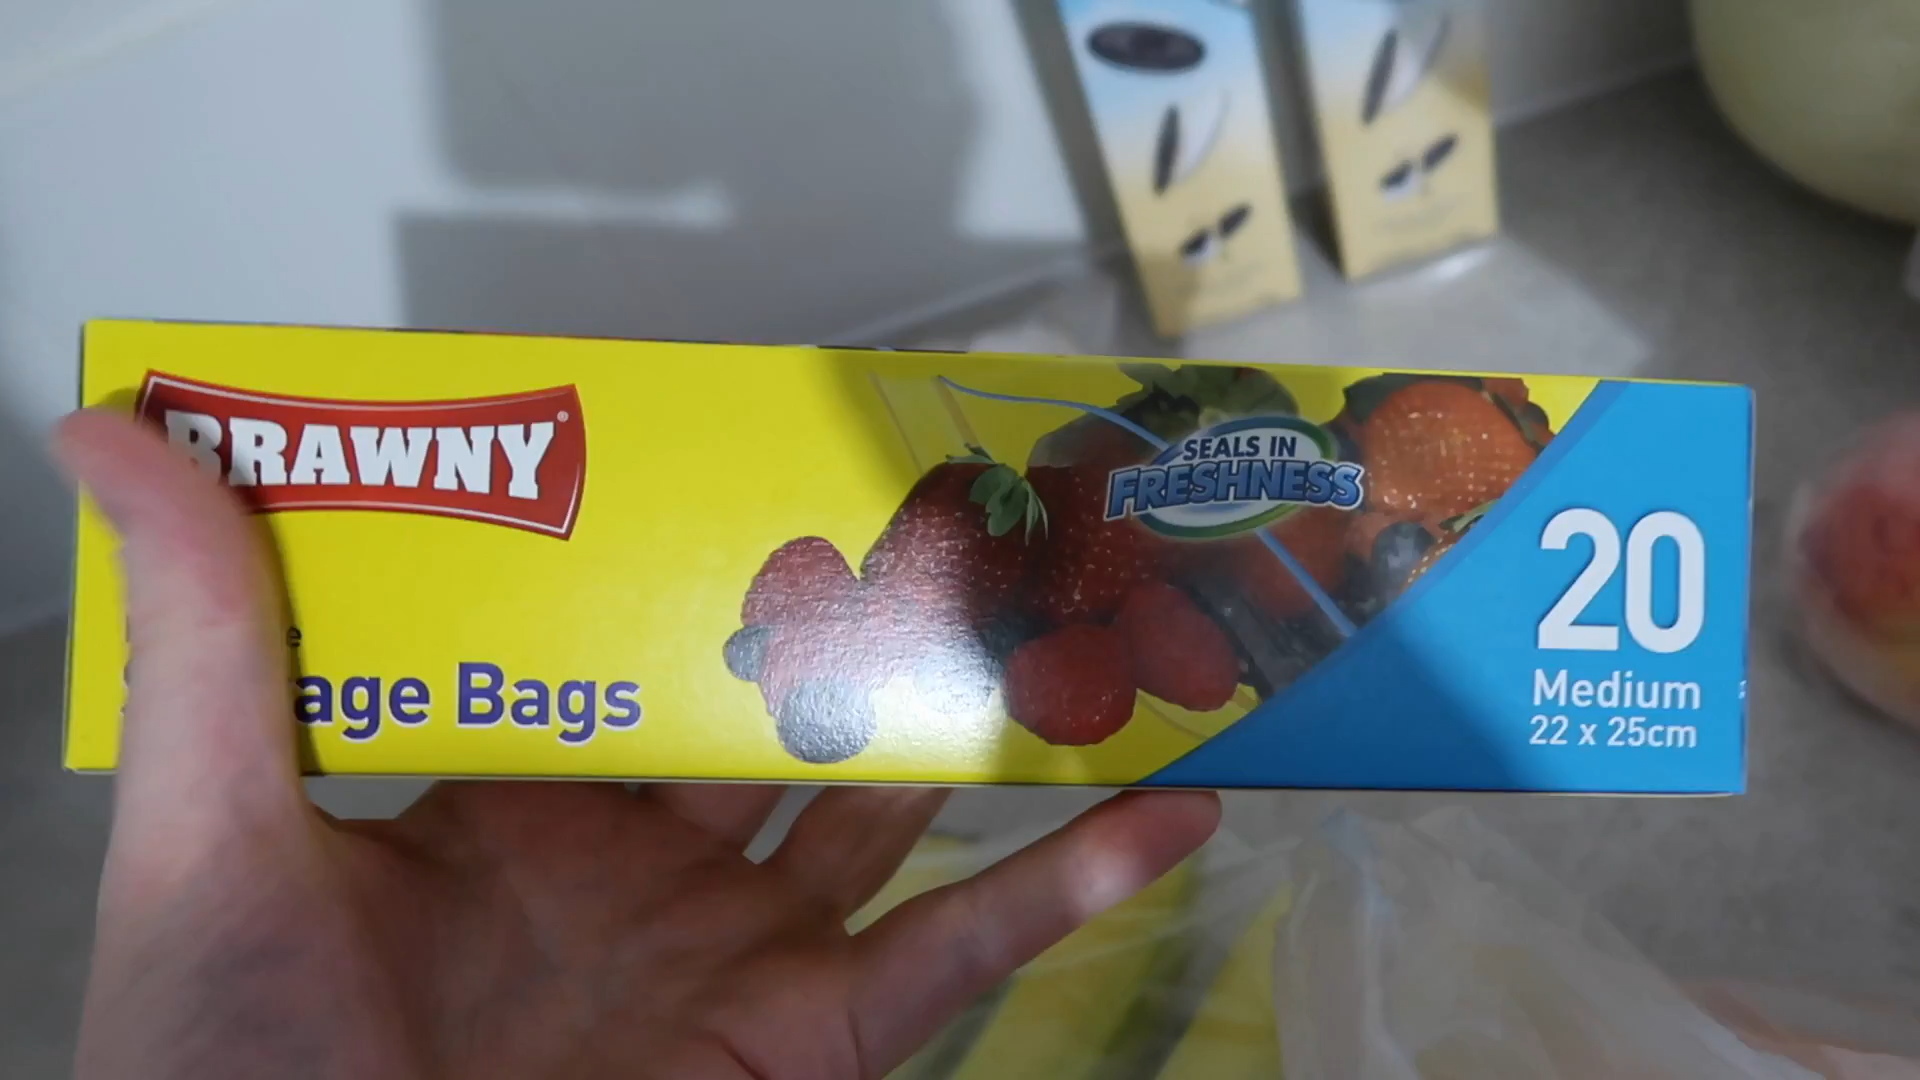 BRAWNY
SEALS IN
FRESHNESS
age Bags
20
Medium
22 x 25cm